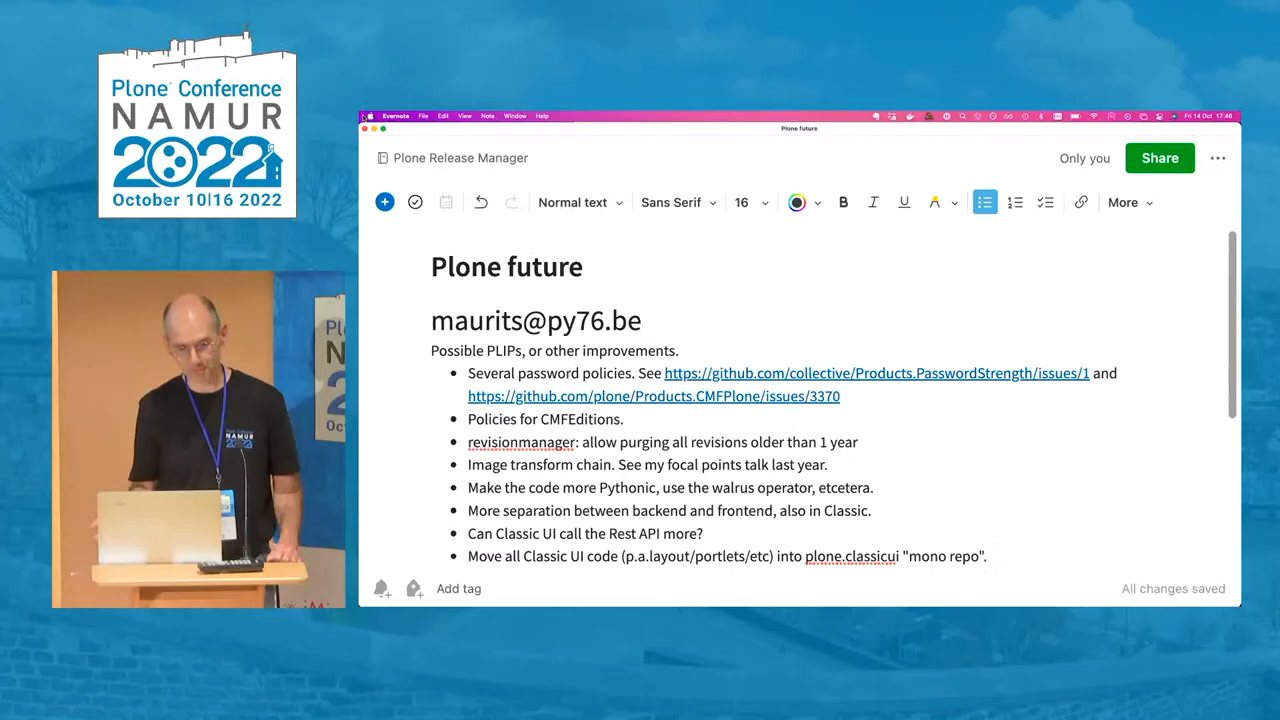 Plone® Conference
NAMUR
2022
October 10|16 2022
Evernote File Edit View Note Window Help
Fri 14 Oct 17:48
Plone future
Plone Release Manager
Only you
Share
Normal text
Sans Serif
16
B
I
U
A
More
Plone future
maurits@py76.be
Possible PLIPs, or other improvements.
Several password policies. See https://github.com/collective/Products.PasswordStrength/issues/1 and
https://github.com/plone/Products.CMFPlone/issues/3370
Policies for CMFEditions.
revisionmanager: allow purging all revisions older than 1 year
Image transform chain. See my focal points talk last year.
Make the code more Pythonic, use the walrus operator, etcetera.
More separation between backend and frontend, also in Classic.
Can Classic UI call the Rest API more?
Move all Classic UI code (p.a.layout/portlets/etc) into plone.classicui "mono repo".
Add tag
All changes saved
NAMUR